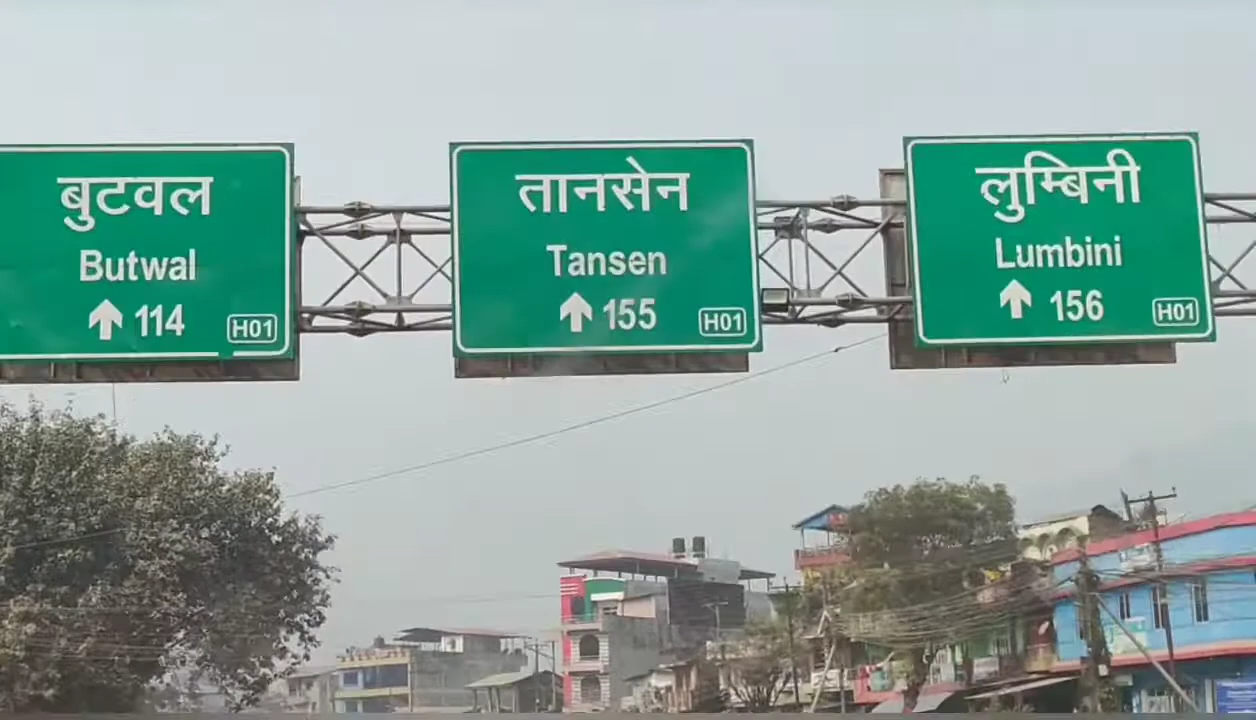 बुटवल
Butwal
114
H01
तानसेन
Tansen
155
H01
लुम्बिनी
Lumbini
156
H01